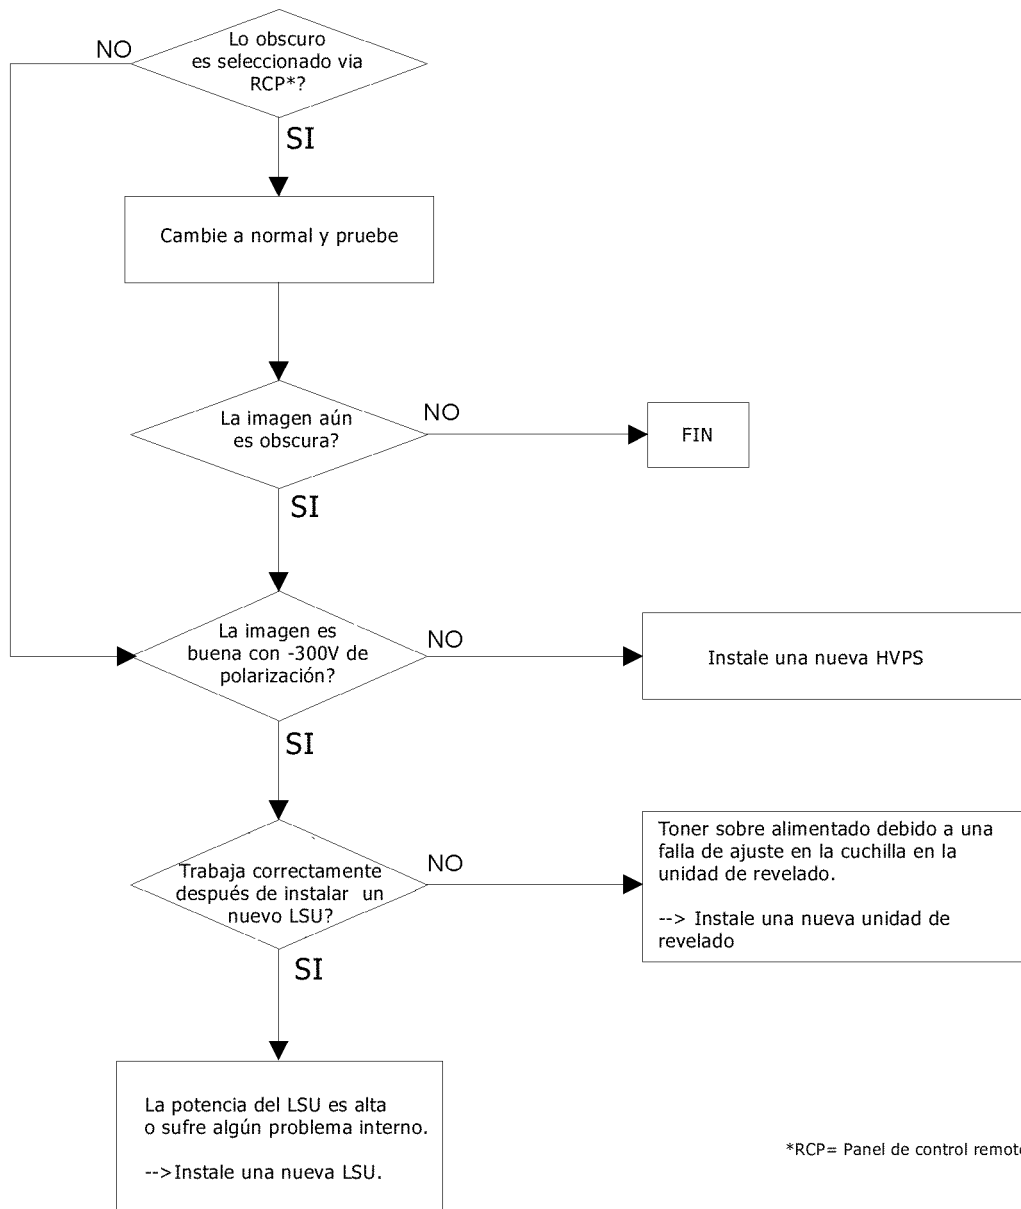 Lo obscuro
es seleccionado via
RCP*?
NO
SI
Cambie a normal y pruebe
La imagen aún
es obscura?
NO
FIN
SI
La imagen es
buena con -300V de
polarización?
NO
Instale una nueva HVPS
SI
Trabaja correctamente
después de instalar un
nuevo LSU?
NO
Toner sobre alimentado debido a una
falla de ajuste en la cuchilla en la
unidad de revelado.
--> Instale una nueva unidad de
revelado
SI
La potencia del LSU es alta
o sufre algún problema interno.
-->Instale una nueva LSU.
*RCP= Panel de control remoto